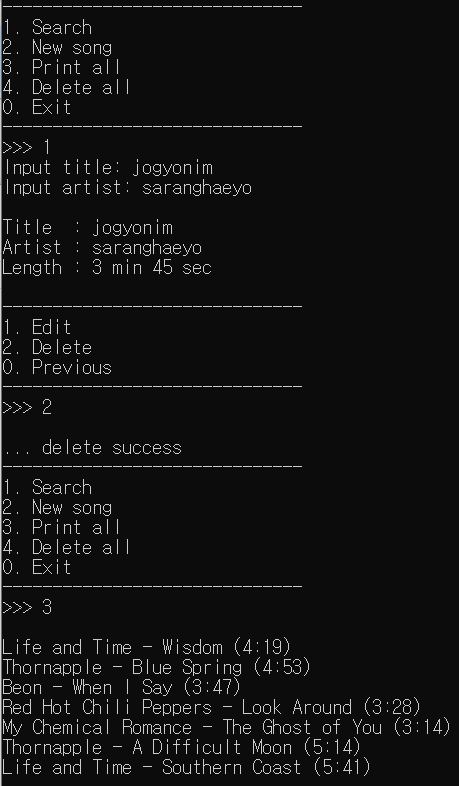 ------------------------------
1. Search
2. New song
3. Print all
4. Delete all
0. Exit
------------------------------
>>> 1
Input title: jogyonim
Input artist: saranghaeyo

Title  : jogyonim
Artist : saranghaeyo
Length : 3 min 45 sec

------------------------------
1. Edit
2. Delete
0. Previous
------------------------------
>>> 2

... delete success
------------------------------
1. Search
2. New song
3. Print all
4. Delete all
0. Exit
------------------------------
>>> 3

Life and Time - Wisdom (4:19)
Thornapple - Blue Spring (4:53)
Beon - When I Say (3:47)
Red Hot Chili Peppers - Look Around (3:28)
My Chemical Romance - The Ghost of You (3:14)
Thornapple - A Difficult Moon (5:14)
Life and Time - Southern Coast (5:41)